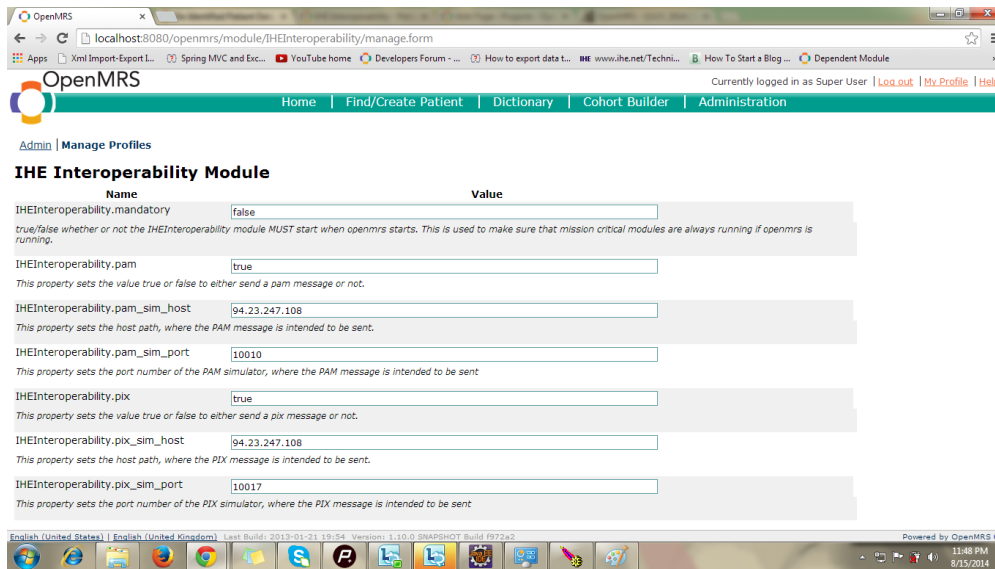 OpenMRS
localhost:8080/openmrs/module/IHEInteroperability/manage.form
Apps Xml Import-Export I... Spring MVC and Exc... YouTube home Developers Forum - ... How to export data t... IHE www.ihe.net/Techni... B How To Start a Blog ... Dependent Module
OpenMRS
Currently logged in as Super User | Log out | My Profile | Hel
Home | Find/Create Patient | Dictionary | Cohort Builder | Administration
Admin | Manage Profiles
IHE Interoperability Module
Name Value
IHEInteroperability.mandatory false
true/false whether or not the IHEInteroperability module MUST start when openmrs starts. This is used to make sure that mission critical modules are always running if openmrs is
running.
IHEInteroperability.pam true
This property sets the value true or false to either send a pam message or not.
IHEInteroperability.pam_sim_host 94.23.247.108
This property sets the host path, where the PAM message is intended to be sent.
IHEInteroperability.pam_sim_port 10010
This property sets the port number of the PAM simulator, where the PAM message is intended to be sent
IHEInteroperability.pix true
This property sets the value true or false to either send a pix message or not.
IHEInteroperability.pix_sim_host 94.23.247.108
This property sets the host path, where the PIX message is intended to be sent.
IHEInteroperability.pix_sim_port 10017
This property sets the port number of the PIX simulator, where the PIX message is intended to be sent
English (United States) | English (United Kingdom) Last Build: 2013-01-21 19:54 Version: 1.10.0 SNAPSHOT Build f972a2 Powered by OpenMRS
11:48 PM
8/15/2014